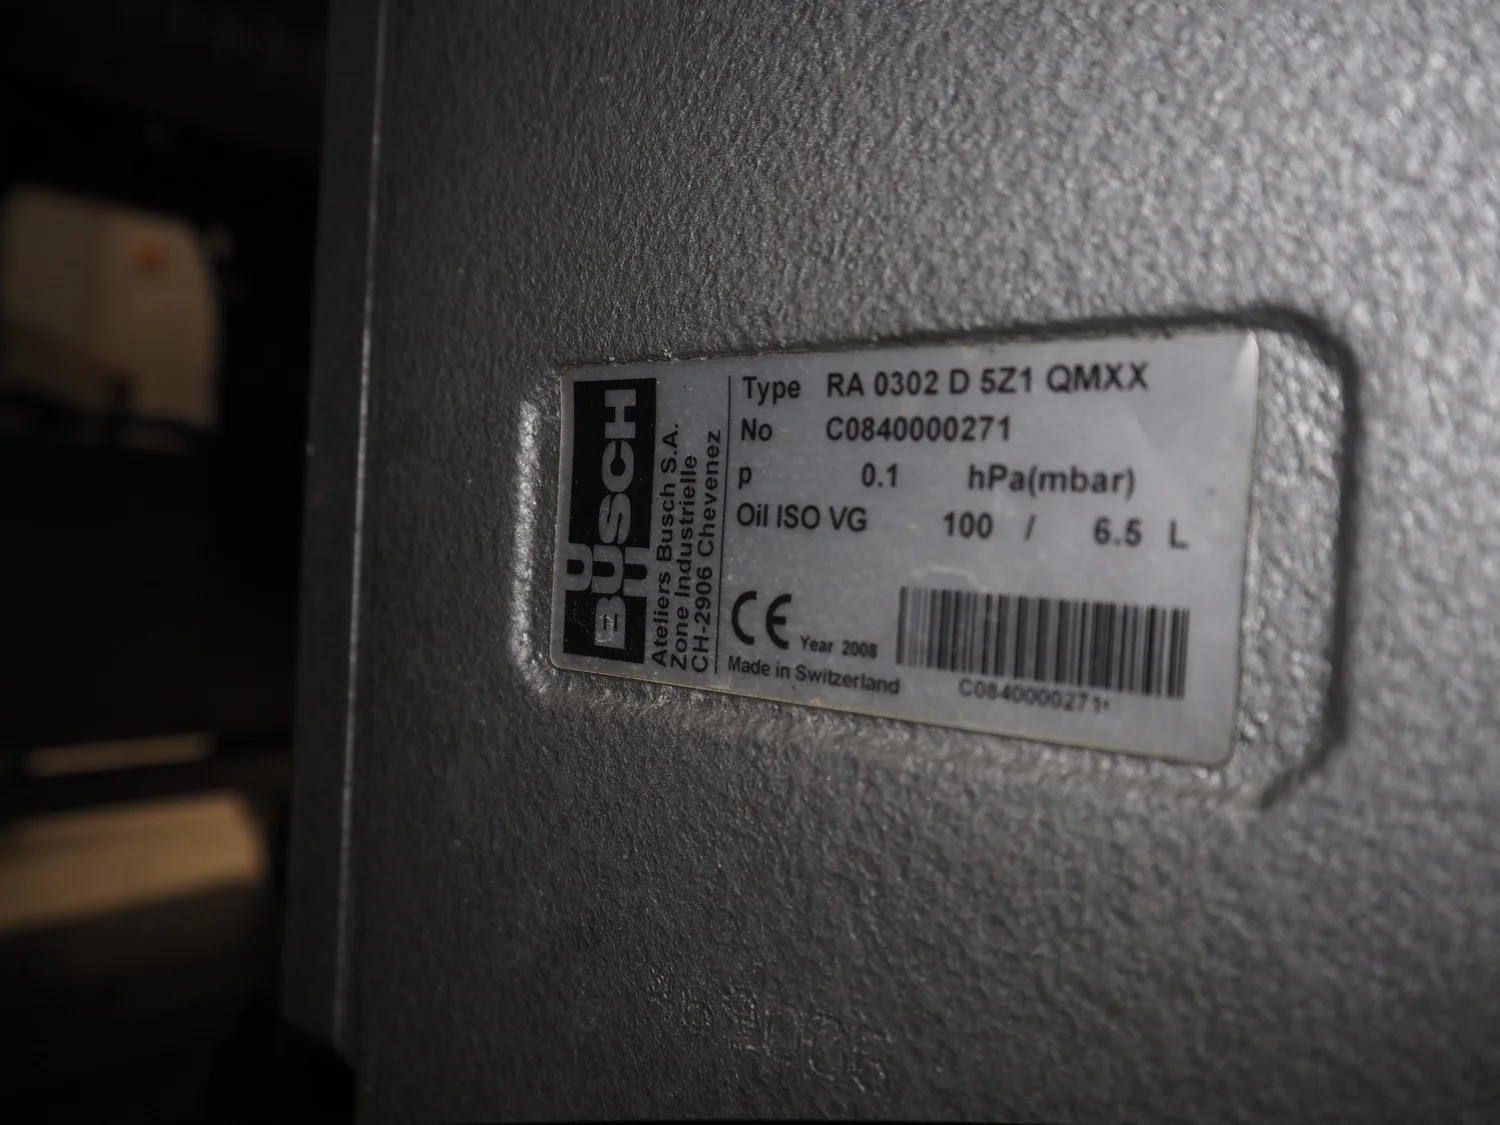 BUSCH
Ateliers Busch S.A.
Zone Industrielle
CH-2906 Chevenez
Type RA 0302 D 5Z1 QMXX
No C0840000271
p 0.1 hPa(mbar)
Oil ISO VG 100 / 6.5 L
CE Year 2008
Made in Switzerland
C0840000271*